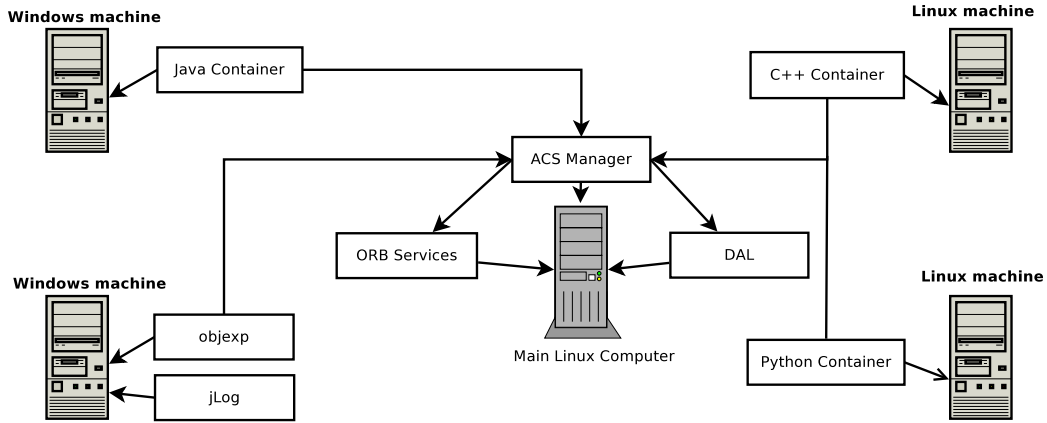 Windows machine
Linux machine
Java Container
C++ Container
ACS Manager
ORB Services
DAL
Windows machine
Linux machine
objexp
Main Linux Computer
Python Container
jLog